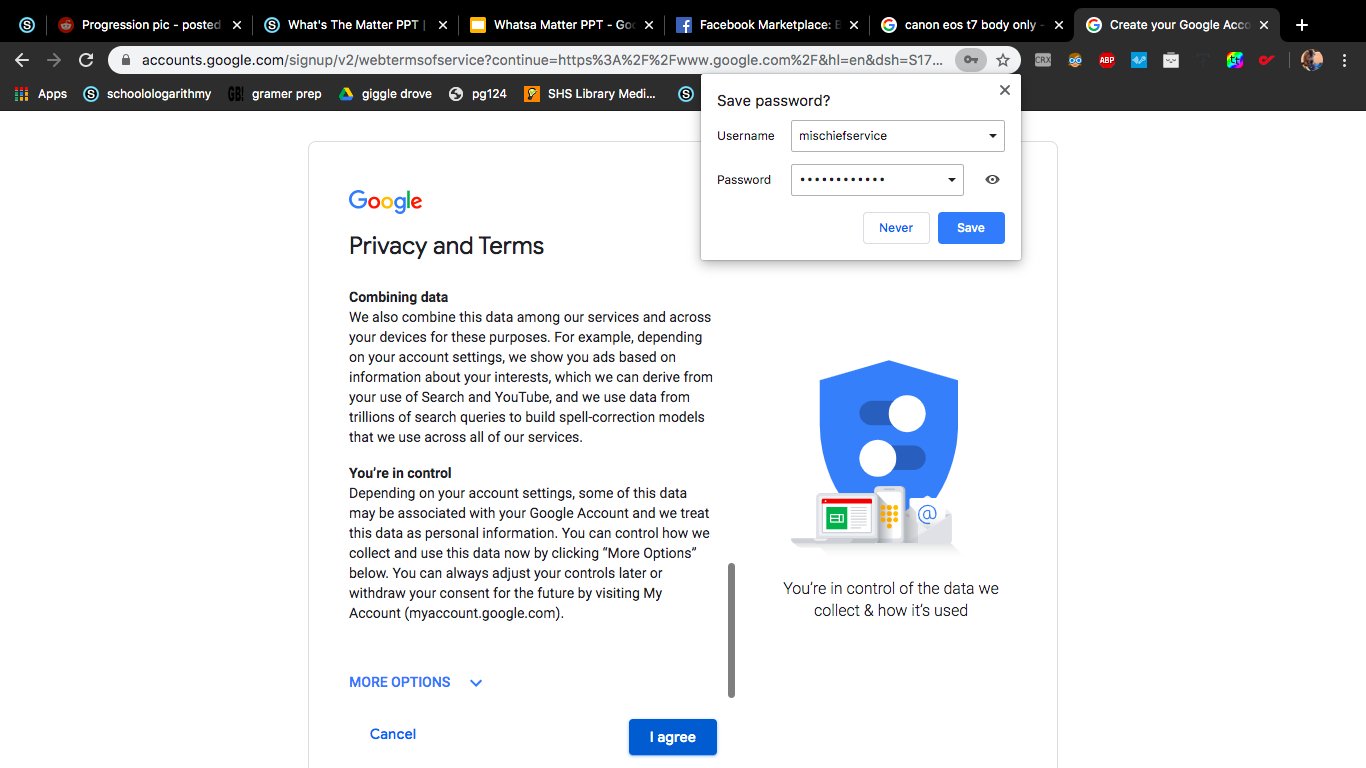 Progression pic - posted
What's The Matter PPT |
Whatsa Matter PPT - Goo
Facebook Marketplace: E
canon eos t7 body only -
Create your Google Acco
accounts.google.com/signup/v2/webtermsofservice?continue=https%3A%2F%2Fwww.google.com%2F&hl=en&dsh=S17...
CRX
ABP
Apps
schoolologarithmy
GB!
gramer prep
giggle drove
pg124
SHS Library Medi...
Save password?
Username
mischiefservice
Password
••••••••••••
Never
Save
Google
Privacy and Terms
Combining data
We also combine this data among our services and across
your devices for these purposes. For example, depending
on your account settings, we show you ads based on
information about your interests, which we can derive from
your use of Search and YouTube, and we use data from
trillions of search queries to build spell-correction models
that we use across all of our services.
You're in control
Depending on your account settings, some of this data
may be associated with your Google Account and we treat
this data as personal information. You can control how we
collect and use this data now by clicking “More Options”
below. You can always adjust your controls later or
withdraw your consent for the future by visiting My
Account (myaccount.google.com).
MORE OPTIONS
Cancel
I agree
@
You're in control of the data we
collect & how it's used